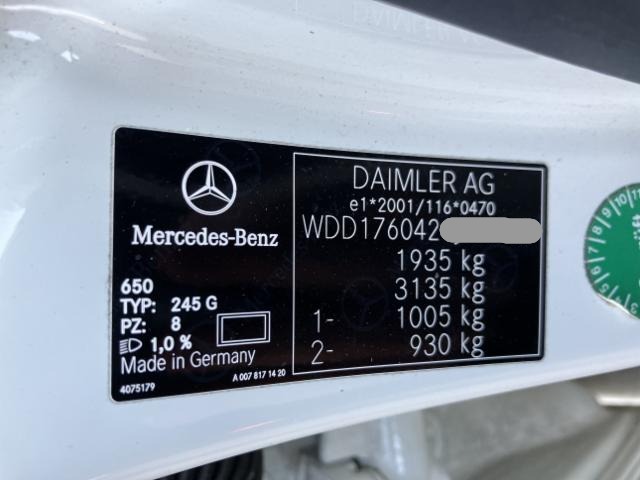 DAIMLER
Mercedes-Benz
650
TYP: 245 G
PZ: 8
1,0 %
Made in Germany
4075179
A 007 817 14 20
DAIMLER AG
e1*2001/116*0470
WDD176042
1935 kg
3135 kg
1- 1005 kg
2- 930 kg